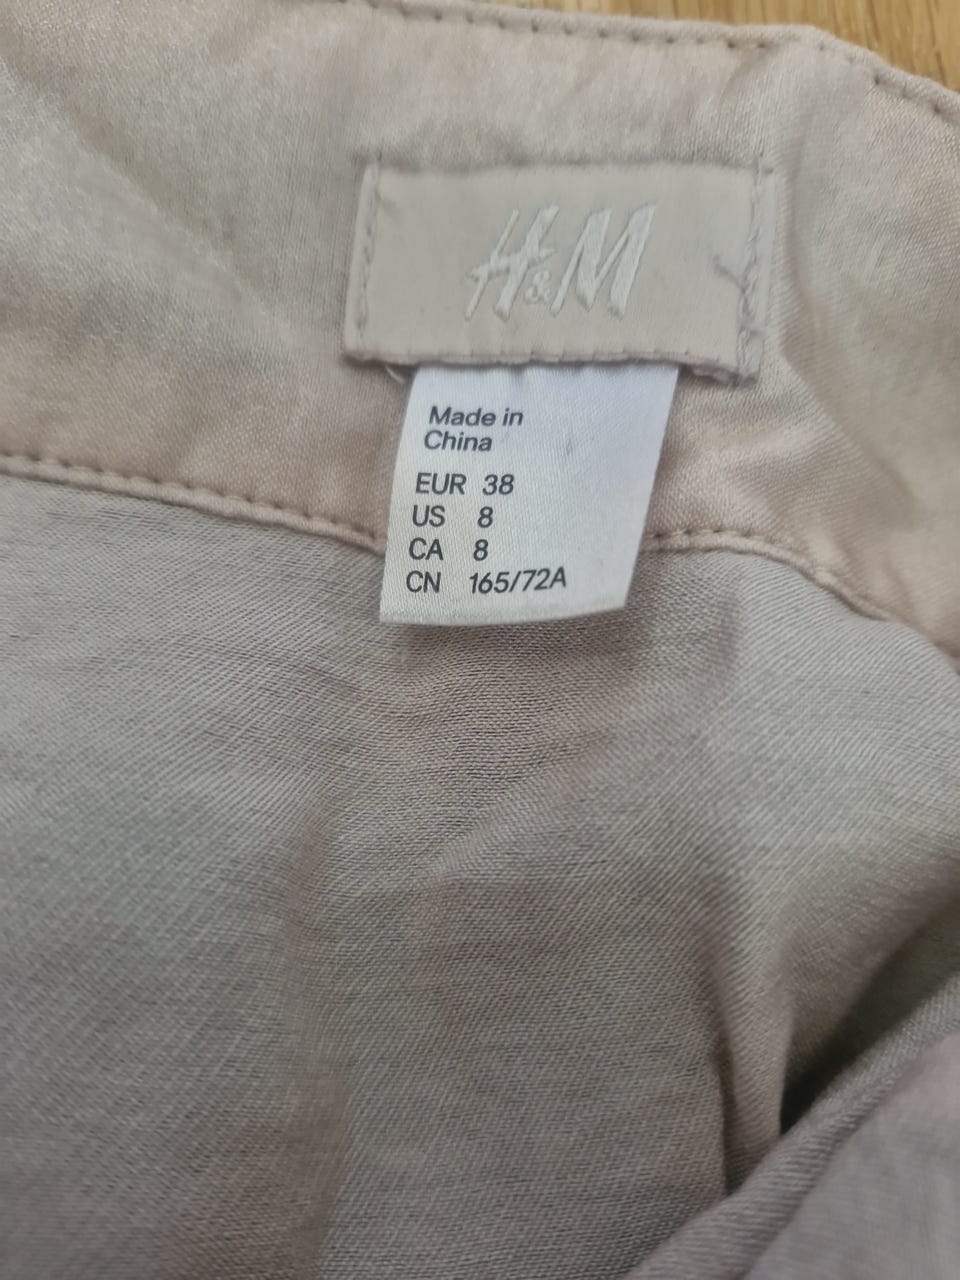 H&M
Made in
China
EUR 38
US 8
CA 8
CN 165/72A